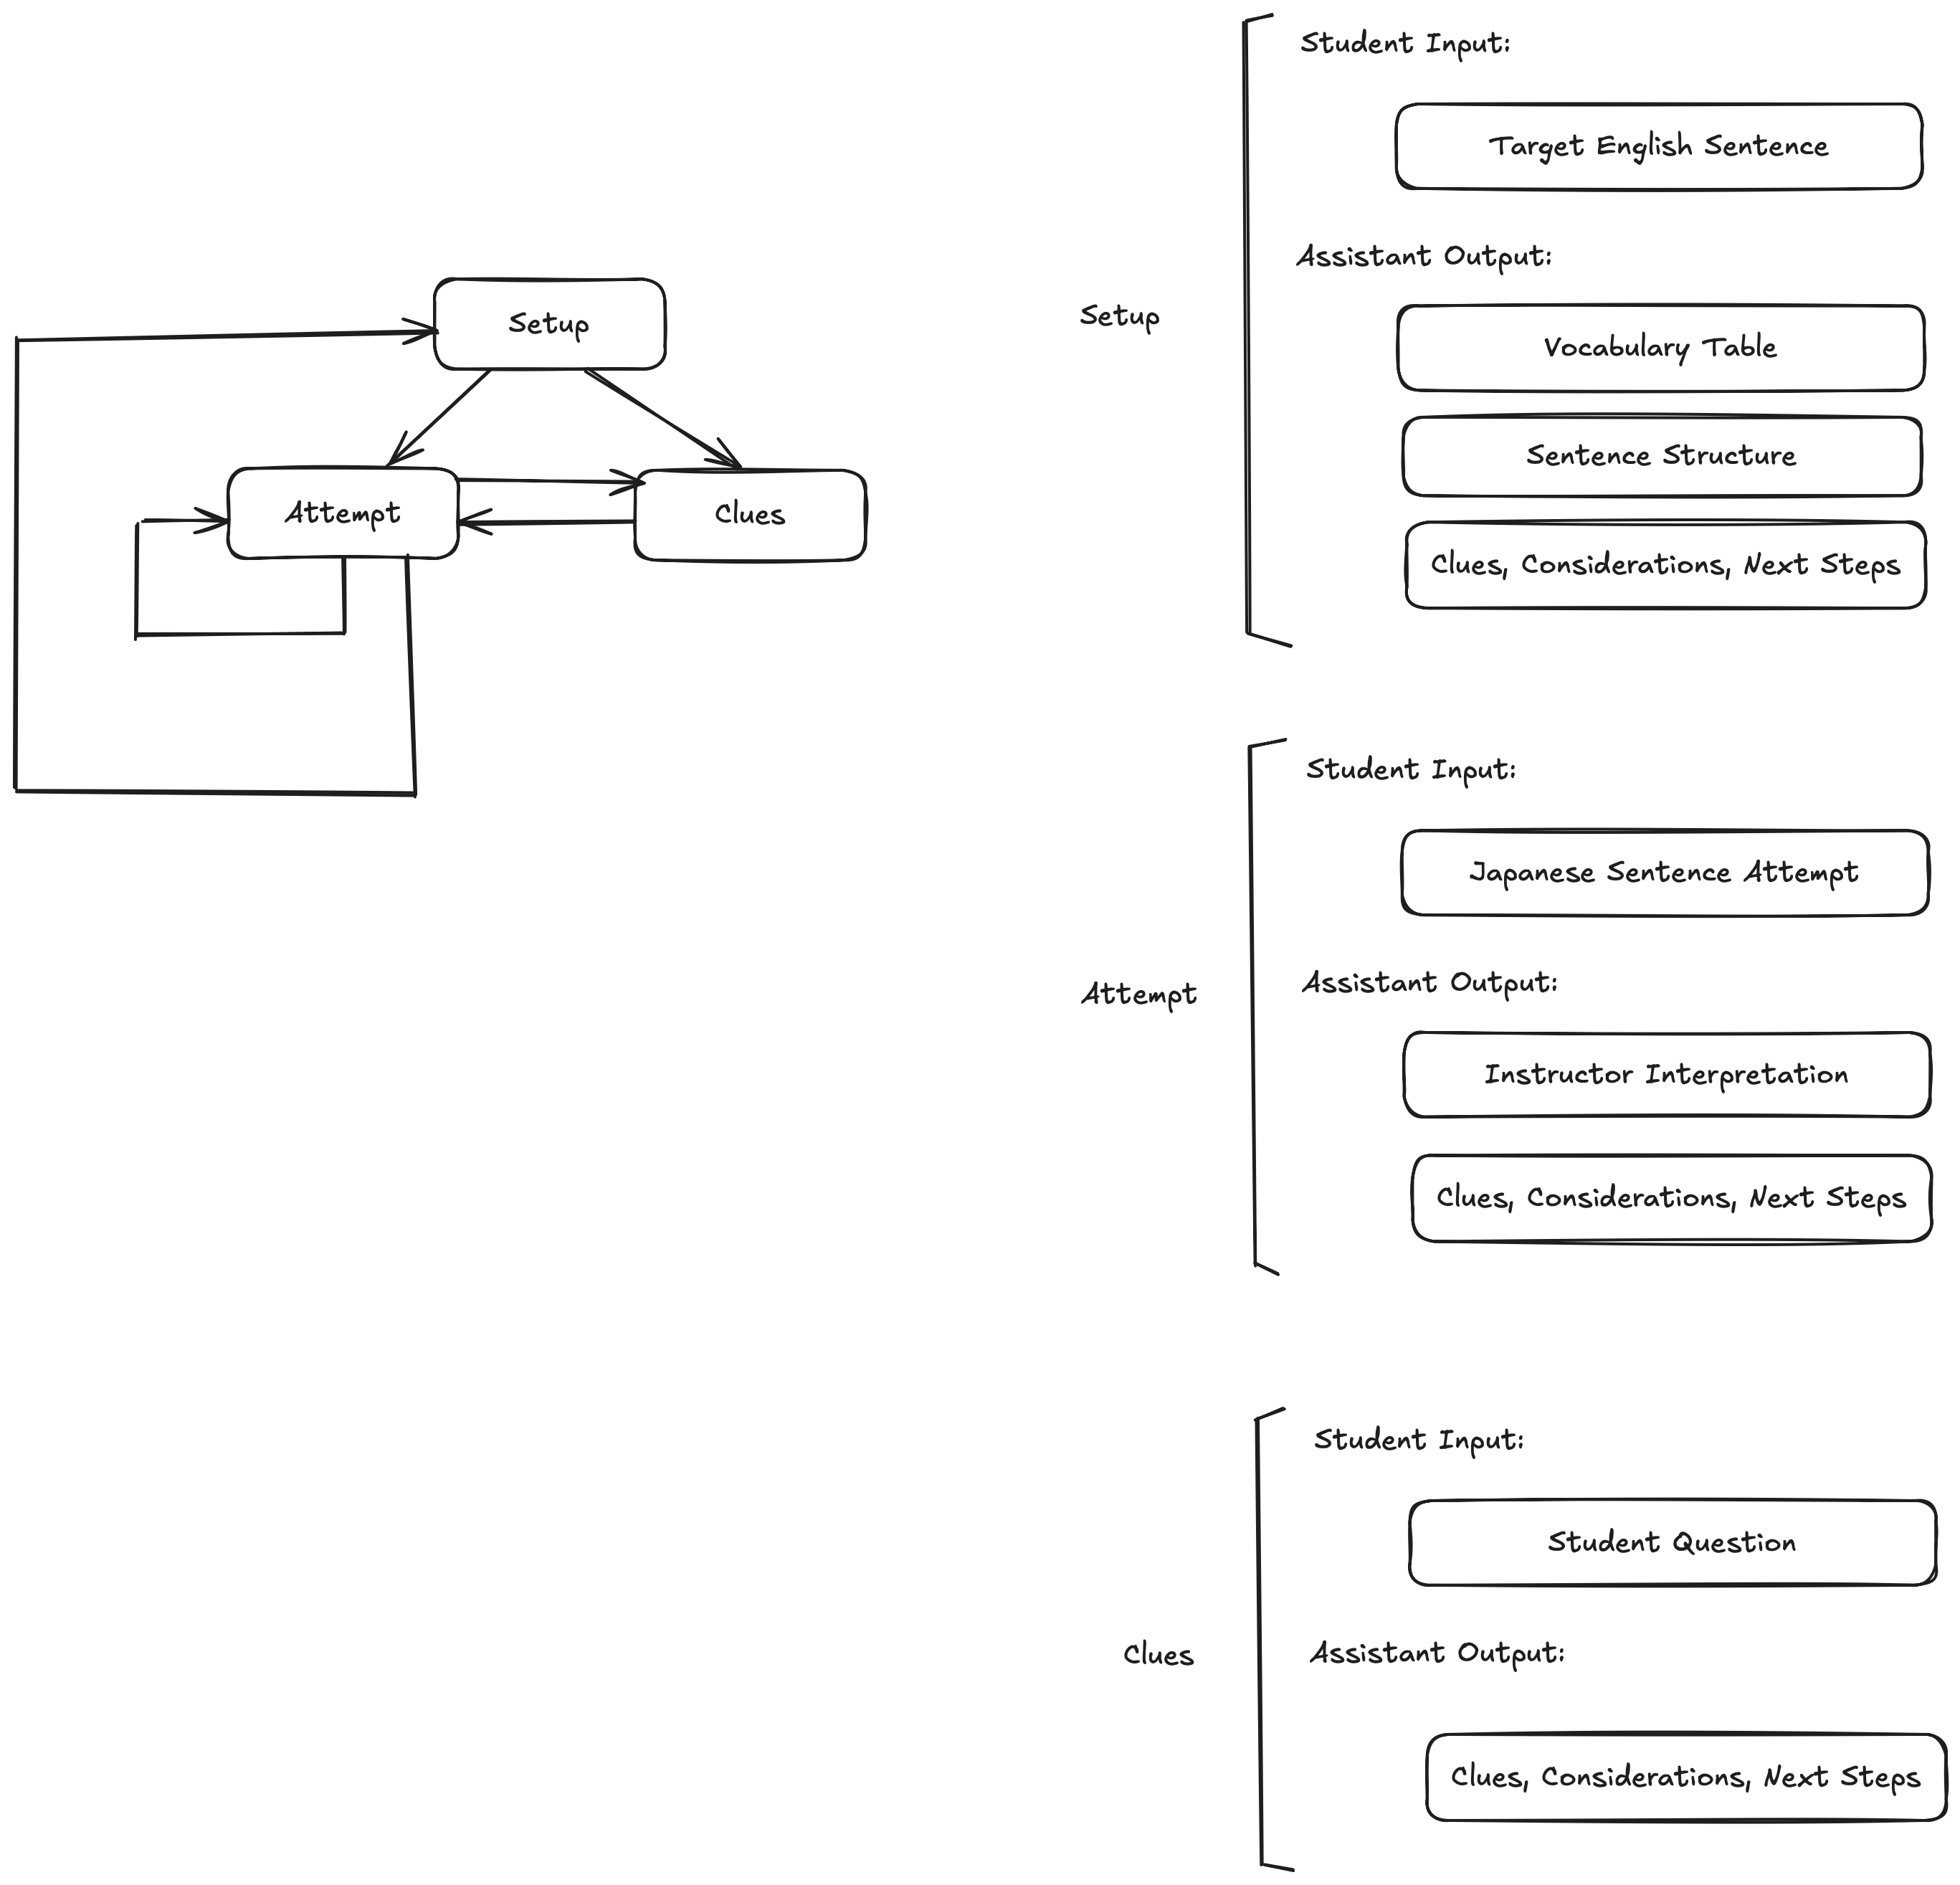 Setup
Attempt
Clues
Setup
Student Input:
Target English Sentence
Assistant Output:
Vocabulary Table
Sentence Structure
Clues, Considerations, Next Steps
Attempt
Student Input:
Japanese Sentence Attempt
Assistant Output:
Instructor Interpretation
Clues, Considerations, Next Steps
Clues
Student Input:
Student Question
Assistant Output:
Clues, Considerations, Next Steps